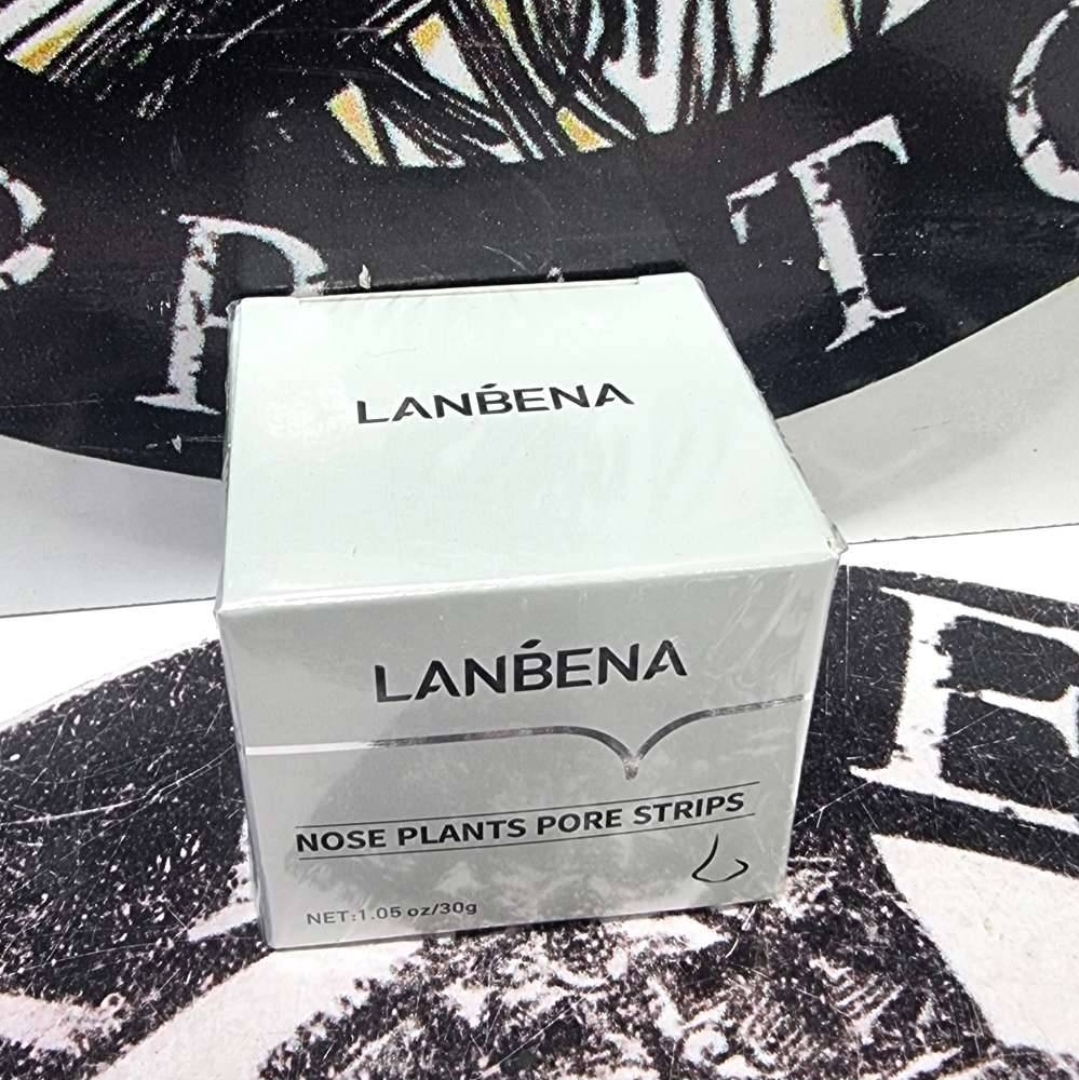 P T
LANBENA
E
LANBENA
NOSE PLANTS PORE STRIPS
NET:1.05 oz/30g